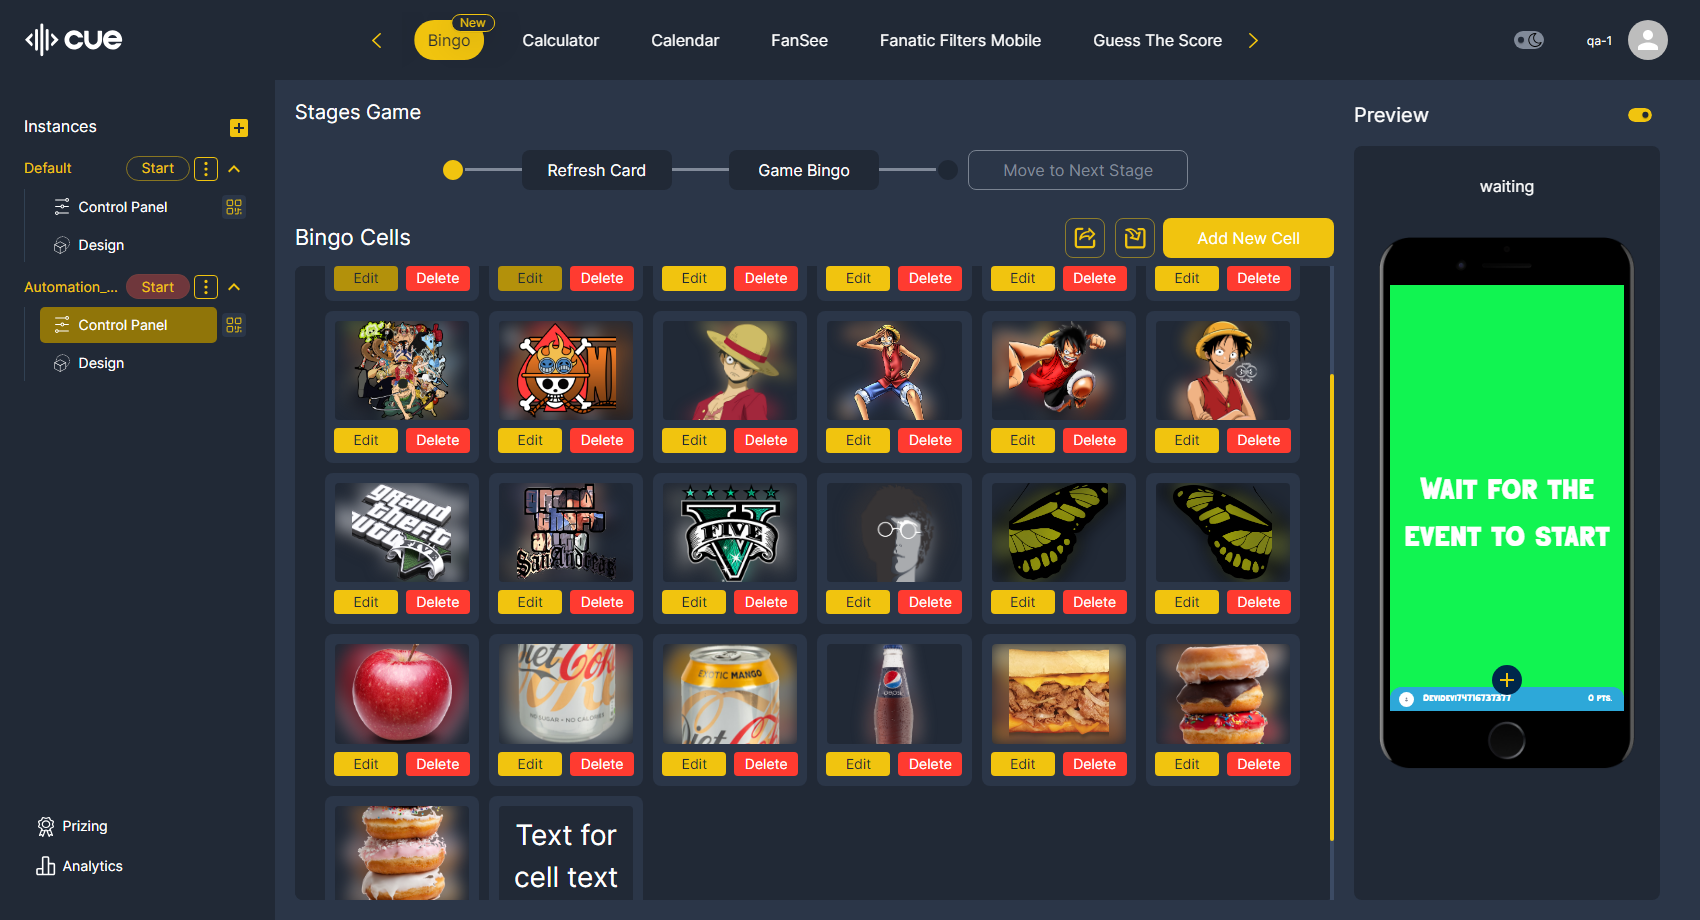 cue
Bingo
New
Calculator
Calendar
FanSee
Fanatic Filters Mobile
Guess The Score
qa-1
Instances
Default
Start
Control Panel
Design
Automation_...
Start
Control Panel
Design
Prizing
Analytics
Stages Game
Refresh Card
Game Bingo
Move to Next Stage
Bingo Cells
Add New Cell
Edit Delete Edit Delete Edit Delete Edit Delete Edit Delete Edit Delete
Edit Delete Edit Delete Edit Delete Edit Delete Edit Delete Edit Delete
grand theft auto FIVE
grand theft auto San Andreas
FIVE
Edit Delete Edit Delete Edit Delete Edit Delete Edit Delete Edit Delete
Diet Coke
NO SUGAR • NO CALORIES
EXOTIC MANGO
Diet Coke
Edit Delete Edit Delete Edit Delete Edit Delete Edit Delete Edit Delete
Text for
cell text
Preview
waiting
WAIT FOR THE
EVENT TO START
1 DEVIDEVI74716737377 0 PTS.